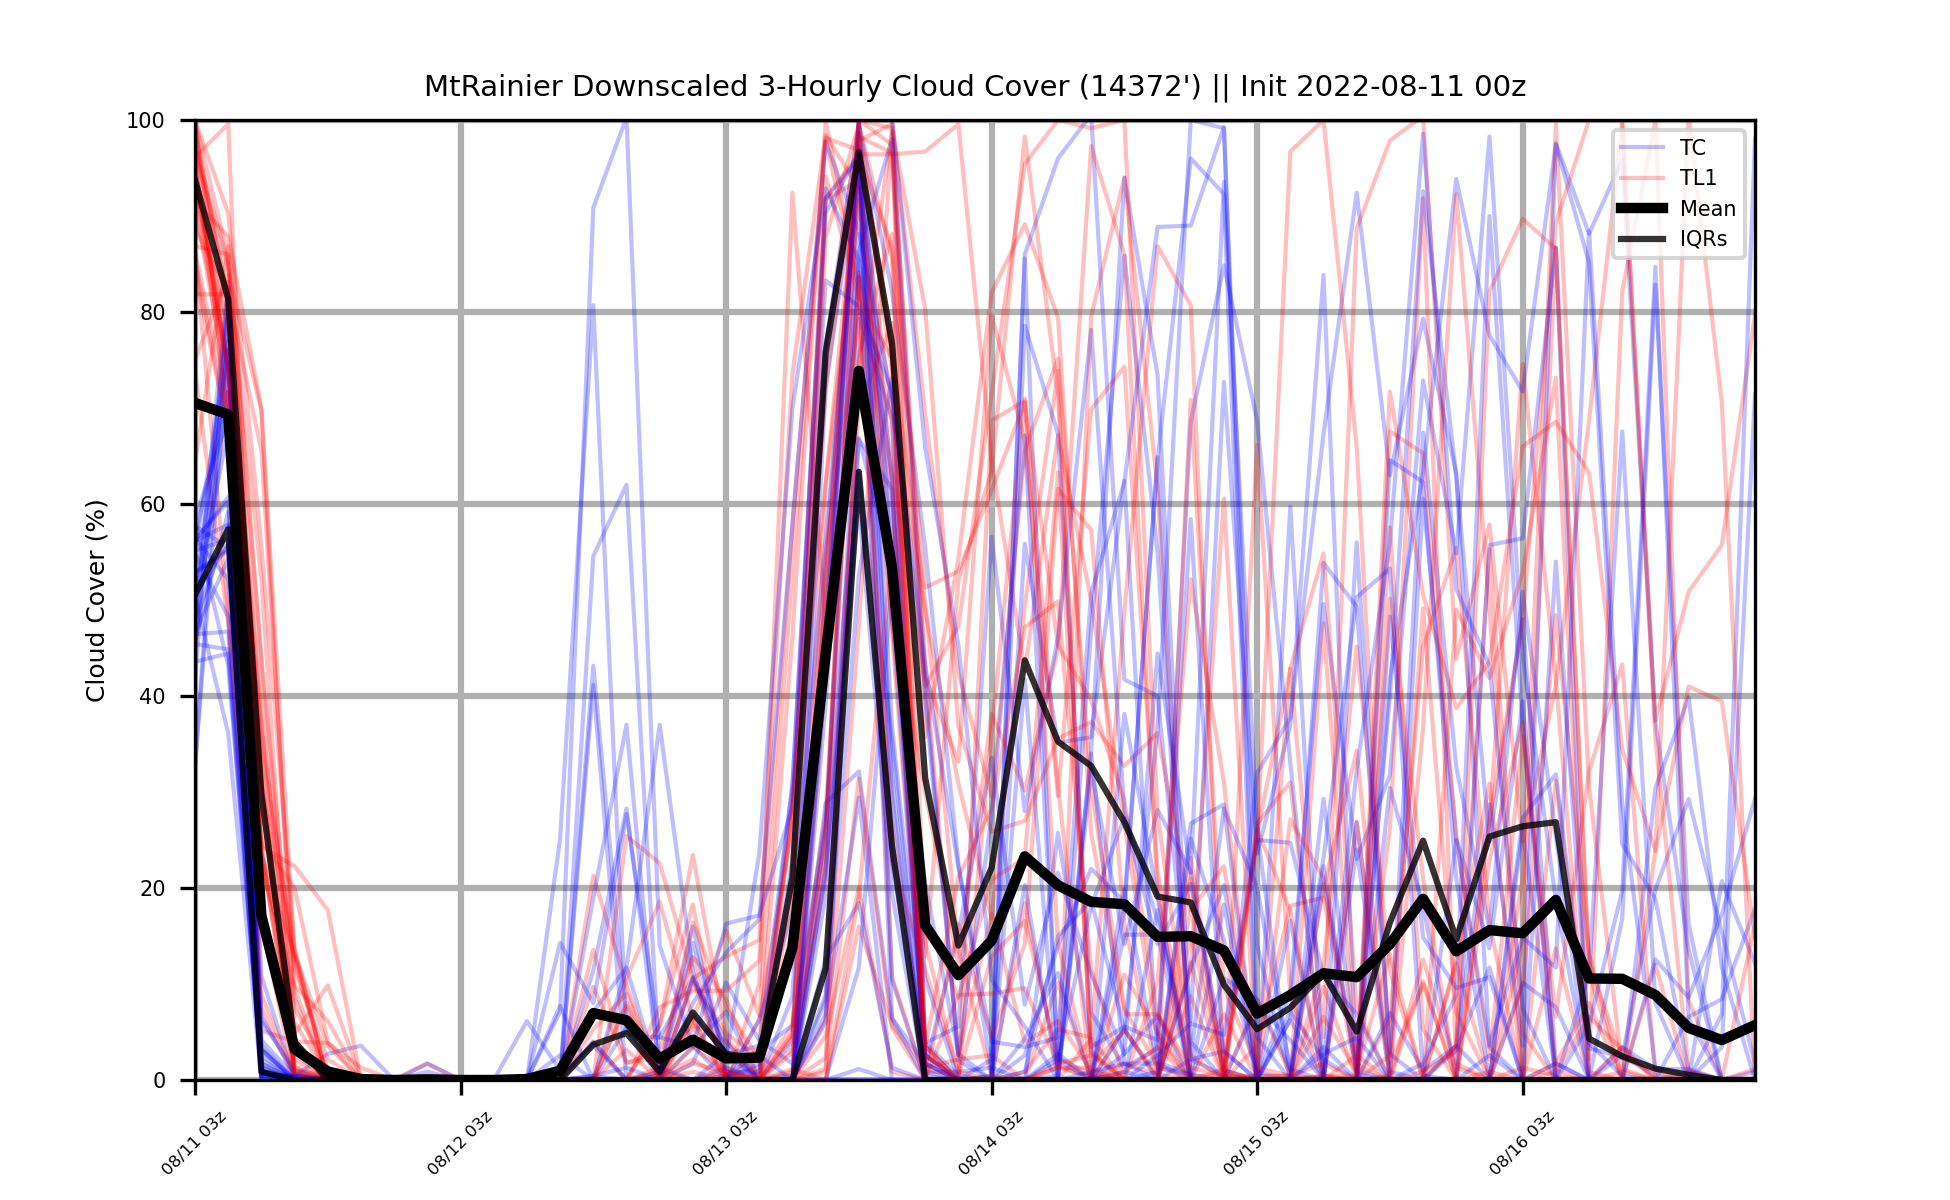 MtRainier Downscaled 3-Hourly Cloud Cover (14372') || Init 2022-08-11 00z
Cloud Cover (%)
100
80
60
40
20
0
TC
TL1
Mean
IQRs
08/11 03z
08/12 03z
08/13 03z
08/14 03z
08/15 03z
08/16 03z